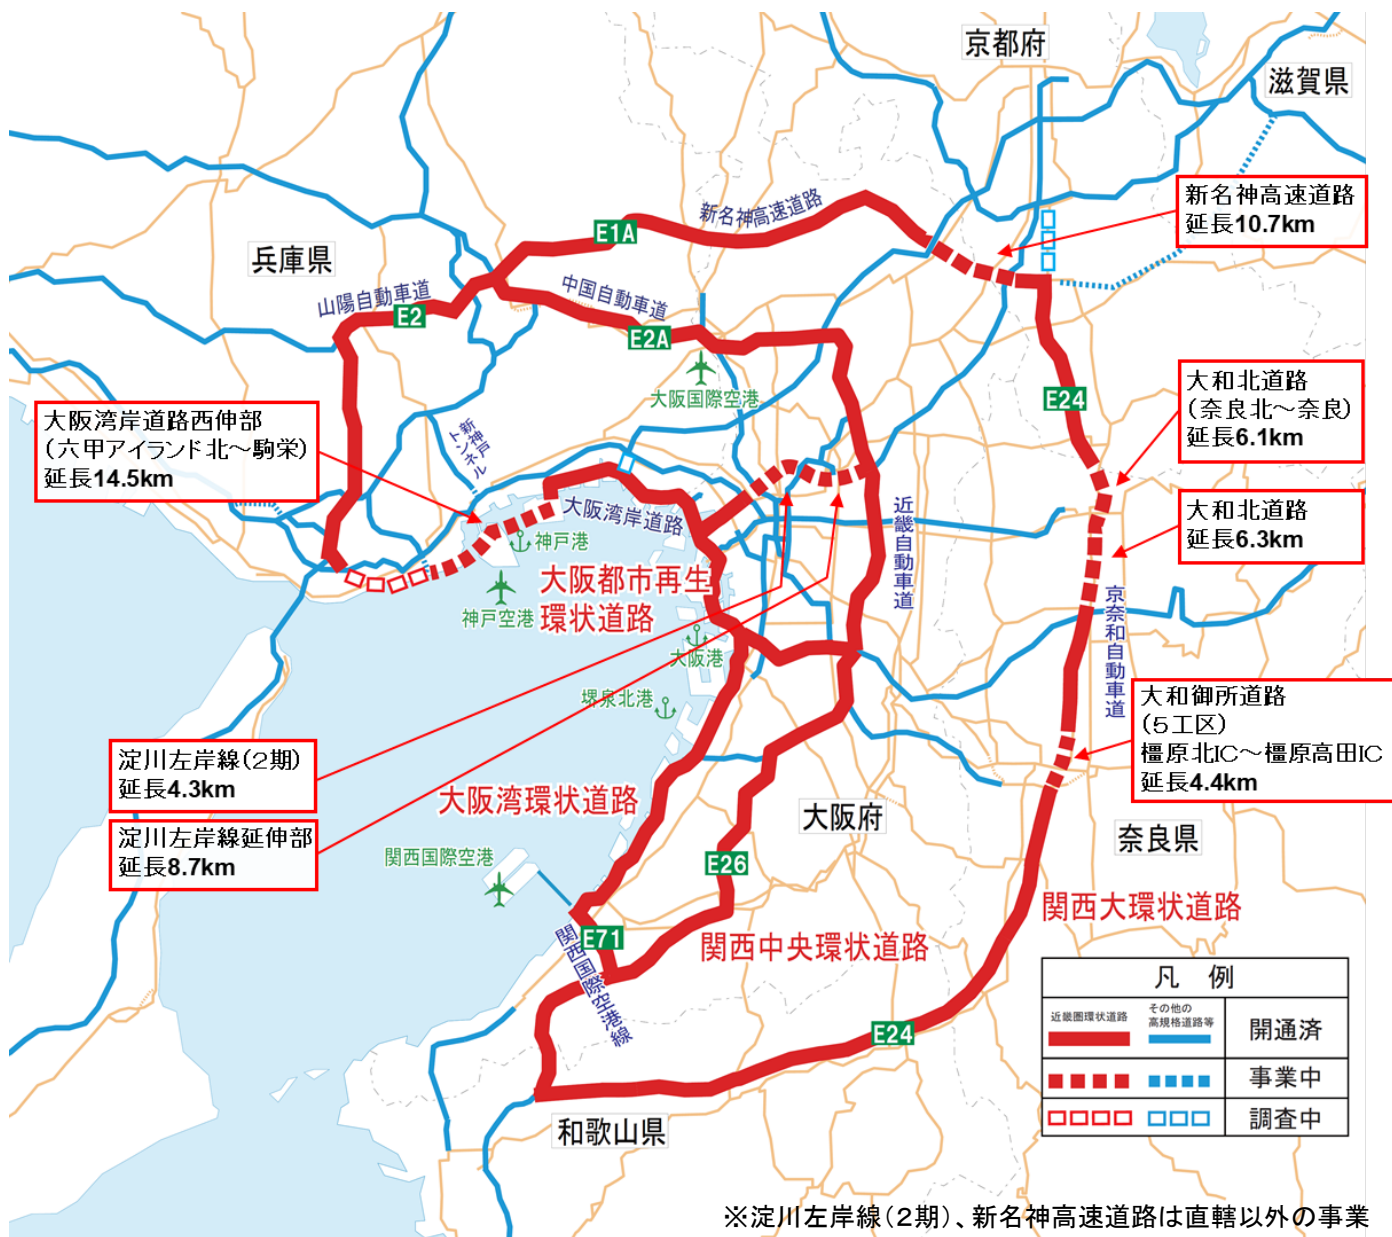 京都府
滋賀県
新名神高速道路
延長10.7km
新名神高速道路
E1A
兵庫県
山陽自動車道
E2
中国自動車道
E2A
大阪国際空港
E24
大和北道路
(奈良北～奈良)
延長6.1km
大阪湾岸道路西伸部
(六甲アイランド北～駒栄)
延長14.5km
新神戸
トンネル
大和北道路
延長6.3km
大阪湾岸道路
近畿自動車道
神戸港
大阪都市再生
環状道路
神戸空港
京奈和自動車道
大阪港
堺泉北港
大和御所道路
(5工区)
橿原北IC～橿原高田IC
延長4.4km
淀川左岸線(2期)
延長4.3km
大阪湾環状道路
大阪府
淀川左岸線延伸部
延長8.7km
奈良県
関西国際空港
E26
関西大環状道路
E71
関西国際空港線
関西中央環状道路
凡 例
近畿圏環状道路
その他の
高規格道路等
開通済
事業中
調査中
E24
和歌山県
※淀川左岸線(2期)、新名神高速道路は直轄以外の事業